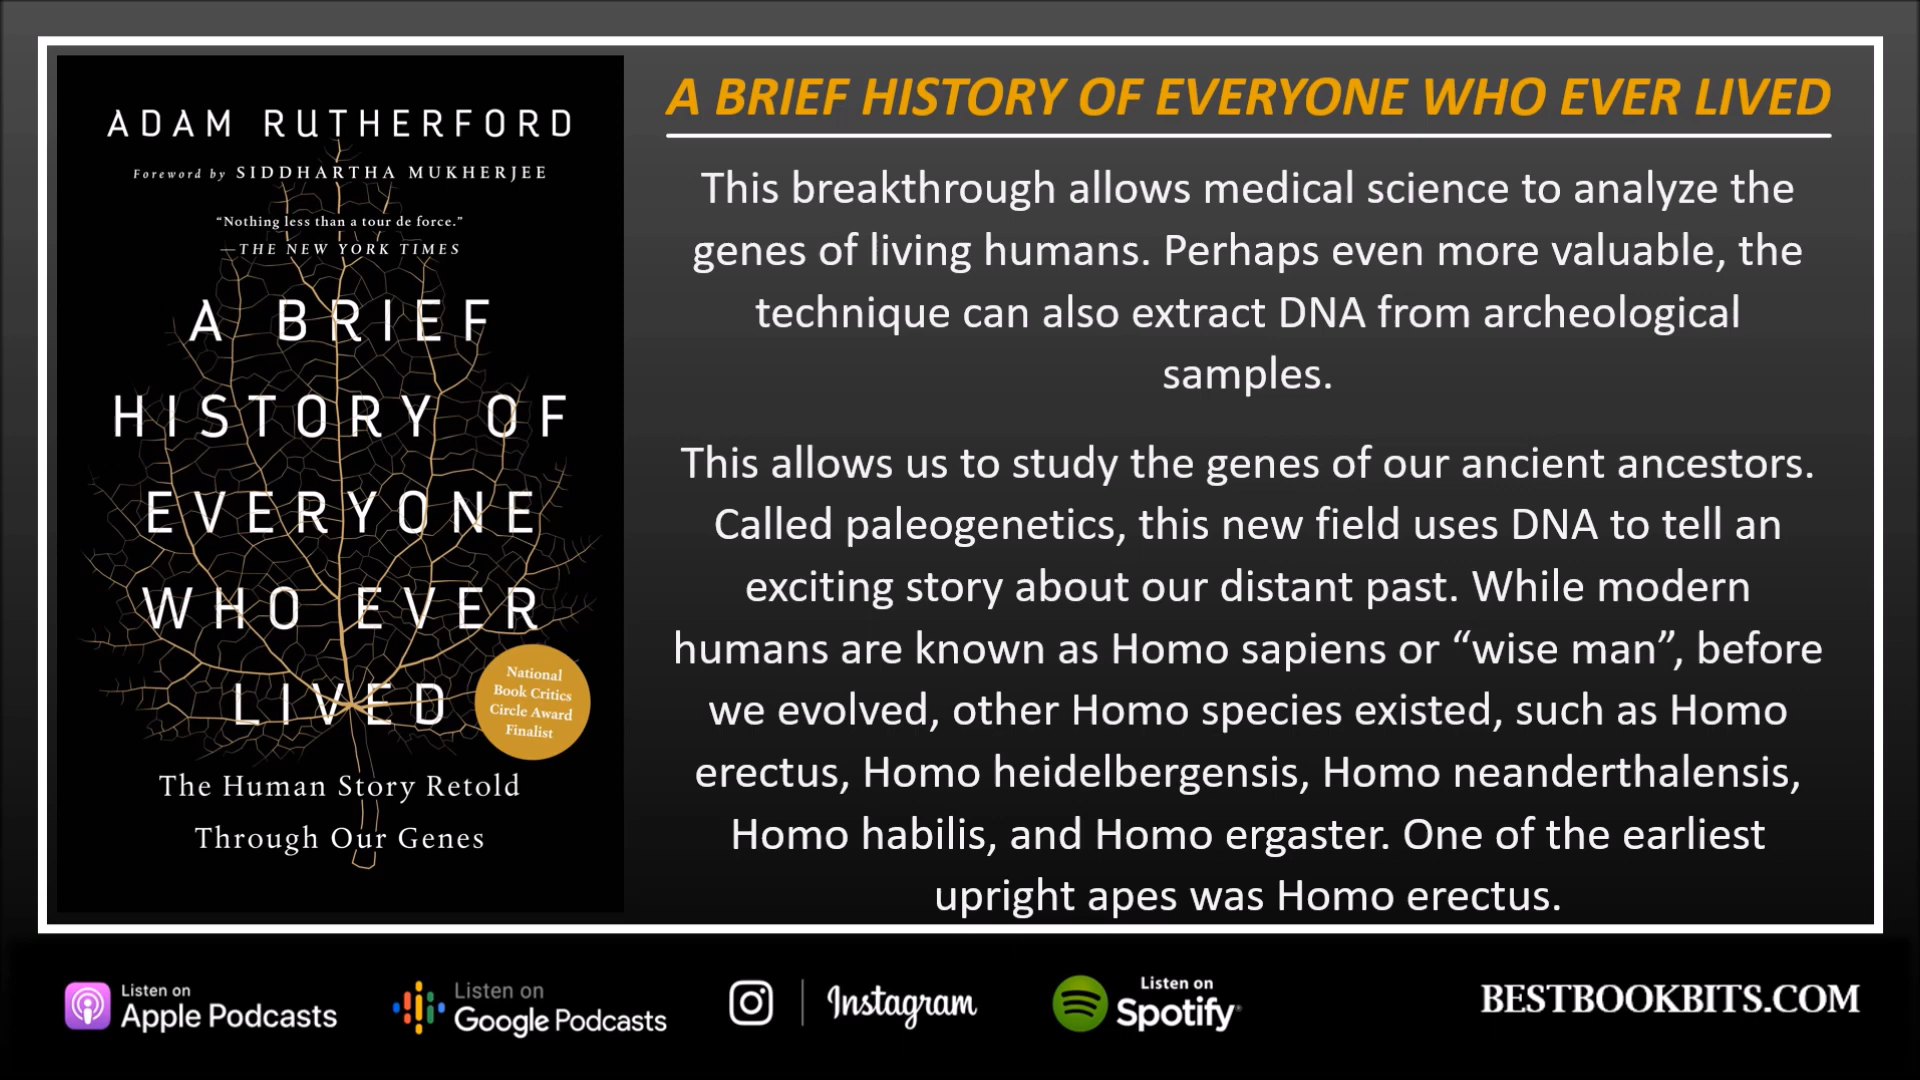 ADAM RUTHERFORD
Foreword by SIDDHARTHA MUKHERJEE
“Nothing less than a tour de force.”
—THE NEW YORK TIMES
A BRIEF
HISTORY OF
EVERYONE
WHO EVER
LIVED
National
Book Critics
Circle Award
Finalist
The Human Story Retold
Through Our Genes
A BRIEF HISTORY OF EVERYONE WHO EVER LIVED
This breakthrough allows medical science to analyze the
genes of living humans. Perhaps even more valuable, the
technique can also extract DNA from archeological
samples.
This allows us to study the genes of our ancient ancestors.
Called paleogenetics, this new field uses DNA to tell an
exciting story about our distant past. While modern
humans are known as Homo sapiens or “wise man”, before
we evolved, other Homo species existed, such as Homo
erectus, Homo heidelbergensis, Homo neanderthalensis,
Homo habilis, and Homo ergaster. One of the earliest
upright apes was Homo erectus.
Listen on
Apple Podcasts
Listen on
Google Podcasts
Instagram
Listen on
Spotify
BESTBOOKBITS.COM